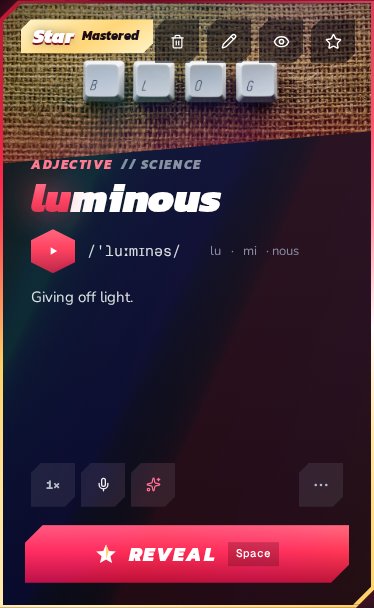 Star Mastered
B L O G
ADJECTIVE // SCIENCE
luminous
/ˈluːmɪnəs/ lu · mi · nous
Giving off light.
1×
REVEAL Space